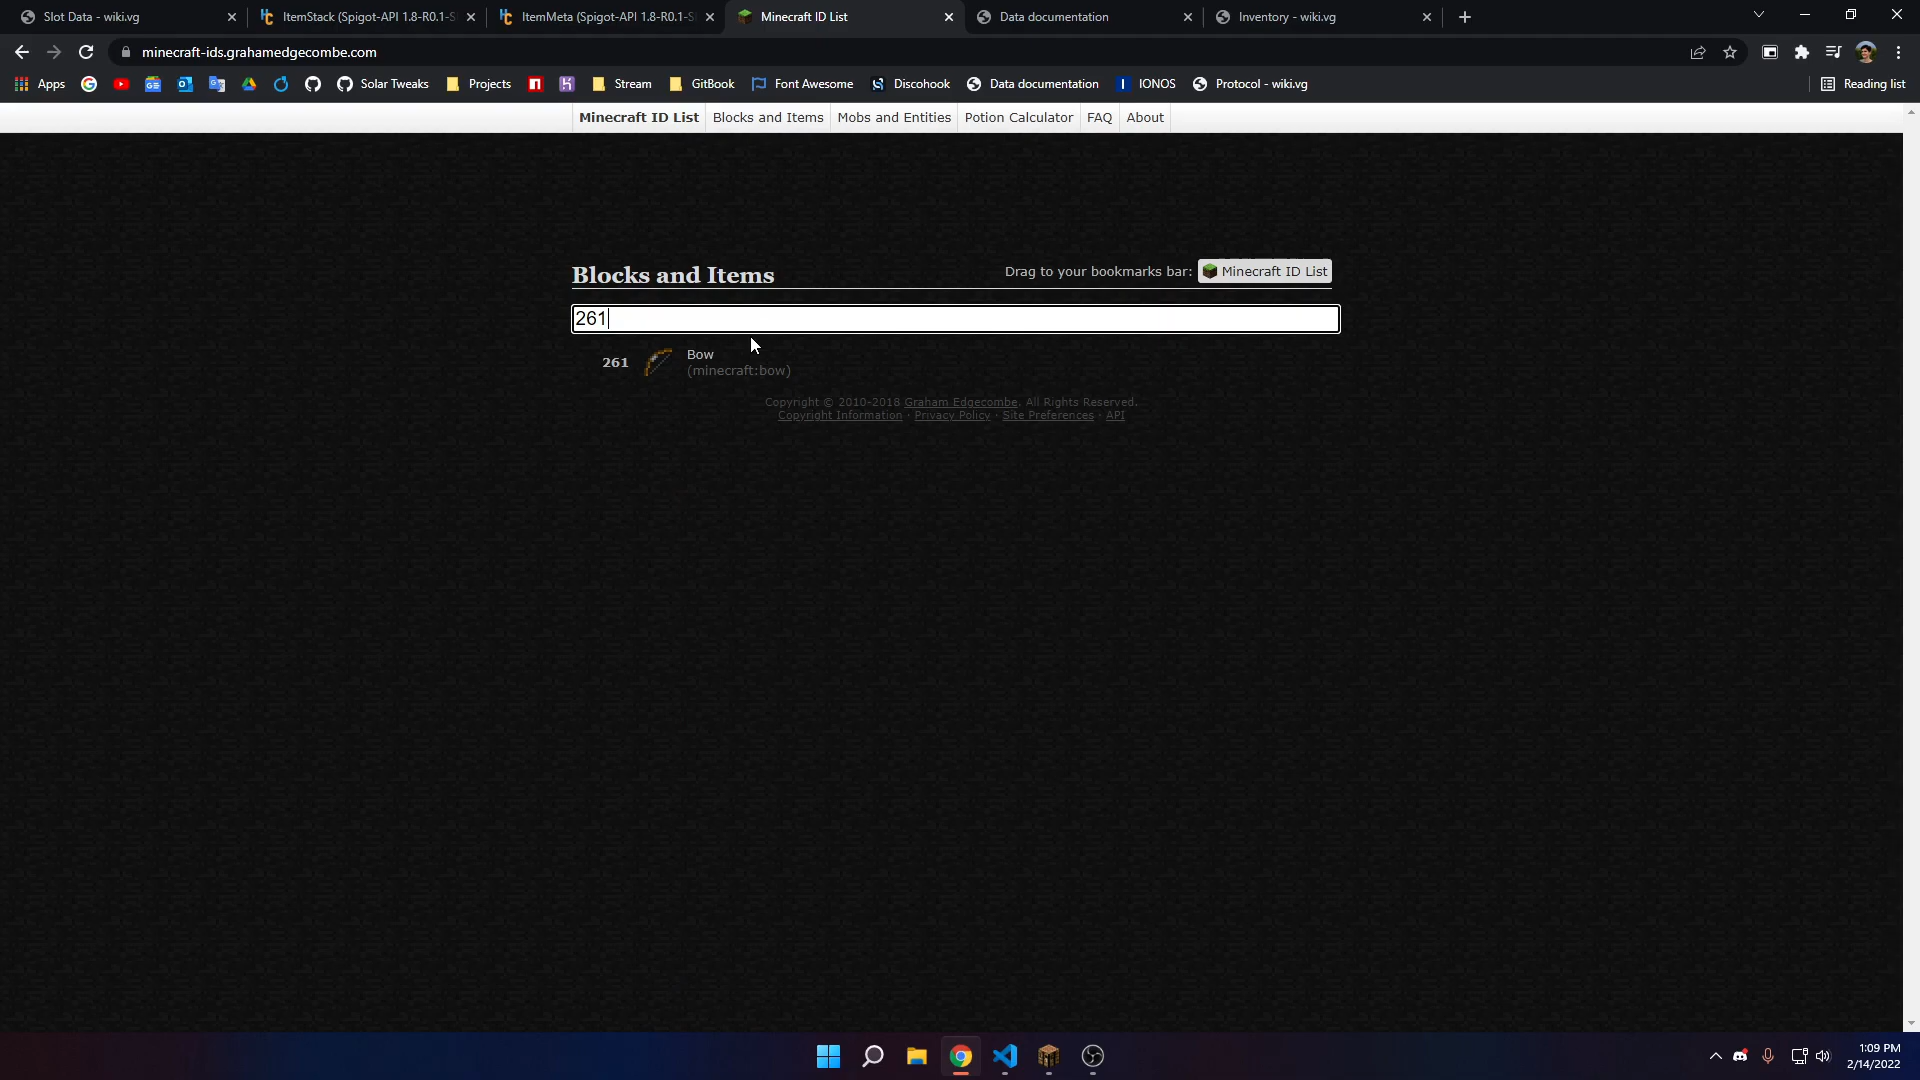 Slot Data - wiki.vg
ItemStack (Spigot-API 1.8-R0.1-S
ItemMeta (Spigot-API 1.8-R0.1-S
Minecraft ID List
Data documentation
Inventory - wiki.vg
minecraft-ids.grahamedgecombe.com
Apps
Solar Tweaks
Projects
Stream
GitBook
Font Awesome
Discohook
Data documentation
IONOS
Protocol - wiki.vg
Reading list
Minecraft ID List
Blocks and Items
Mobs and Entities
Potion Calculator
FAQ
About
Blocks and Items
Drag to your bookmarks bar:
Minecraft ID List
261
261
Bow
(minecraft:bow)
Copyright © 2010-2018 Graham Edgecombe. All Rights Reserved.
Copyright Information · Privacy Policy · Site Preferences · API
1:09 PM
2/14/2022